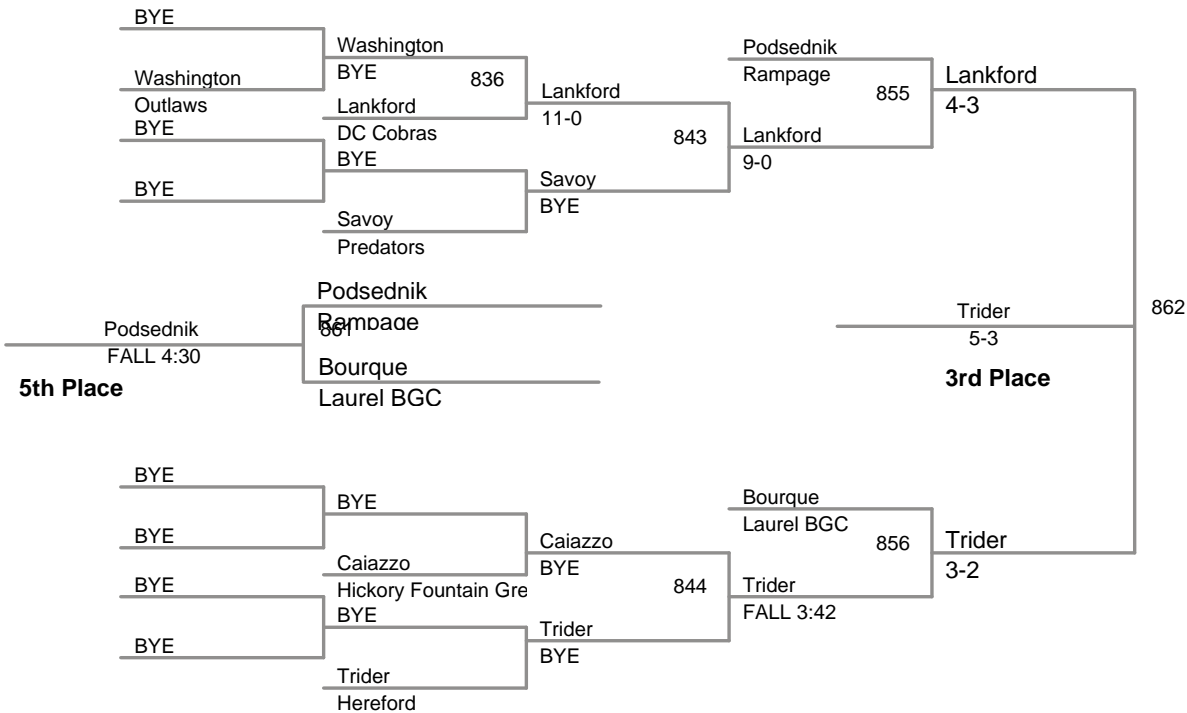 BYE
Washington
BYE
Washington
Outlaws
836
Lankford
DC Cobras
BYE
BYE
BYE
Savoy
Predators
Lankford
11-0
843
Savoy
BYE
Podsednik
Rampage
855
Lankford
9-0
Lankford
4-3
Podsednik
FALL 4:30
5th Place
Podsednik
Rampage
861
Bourque
Laurel BGC
Trider
5-3
3rd Place
862
BYE
BYE
BYE
Caiazzo
Hickory Fountain Gre
BYE
BYE
BYE
Trider
Hereford
Caiazzo
BYE
844
Trider
BYE
Bourque
Laurel BGC
856
Trider
FALL 3:42
Trider
3-2